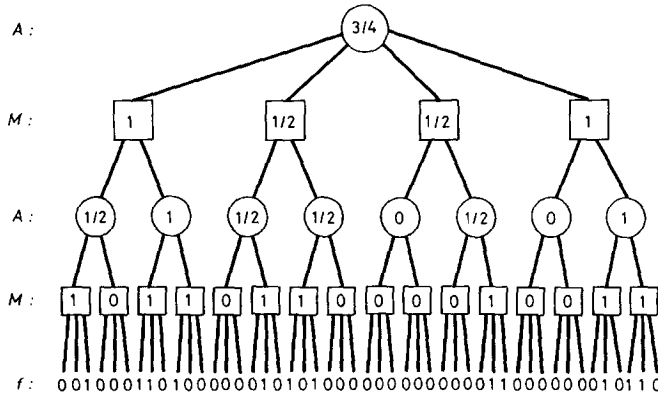 A :
3/4
M :
1 1/2 1/2 1
A :
1/2 1 1/2 1/2 0 1/2 0 1
M :
1 0 1 1 0 1 1 0 0 0 0 1 0 0 1 1
f : 001000110100000010101000000000000011000000010110